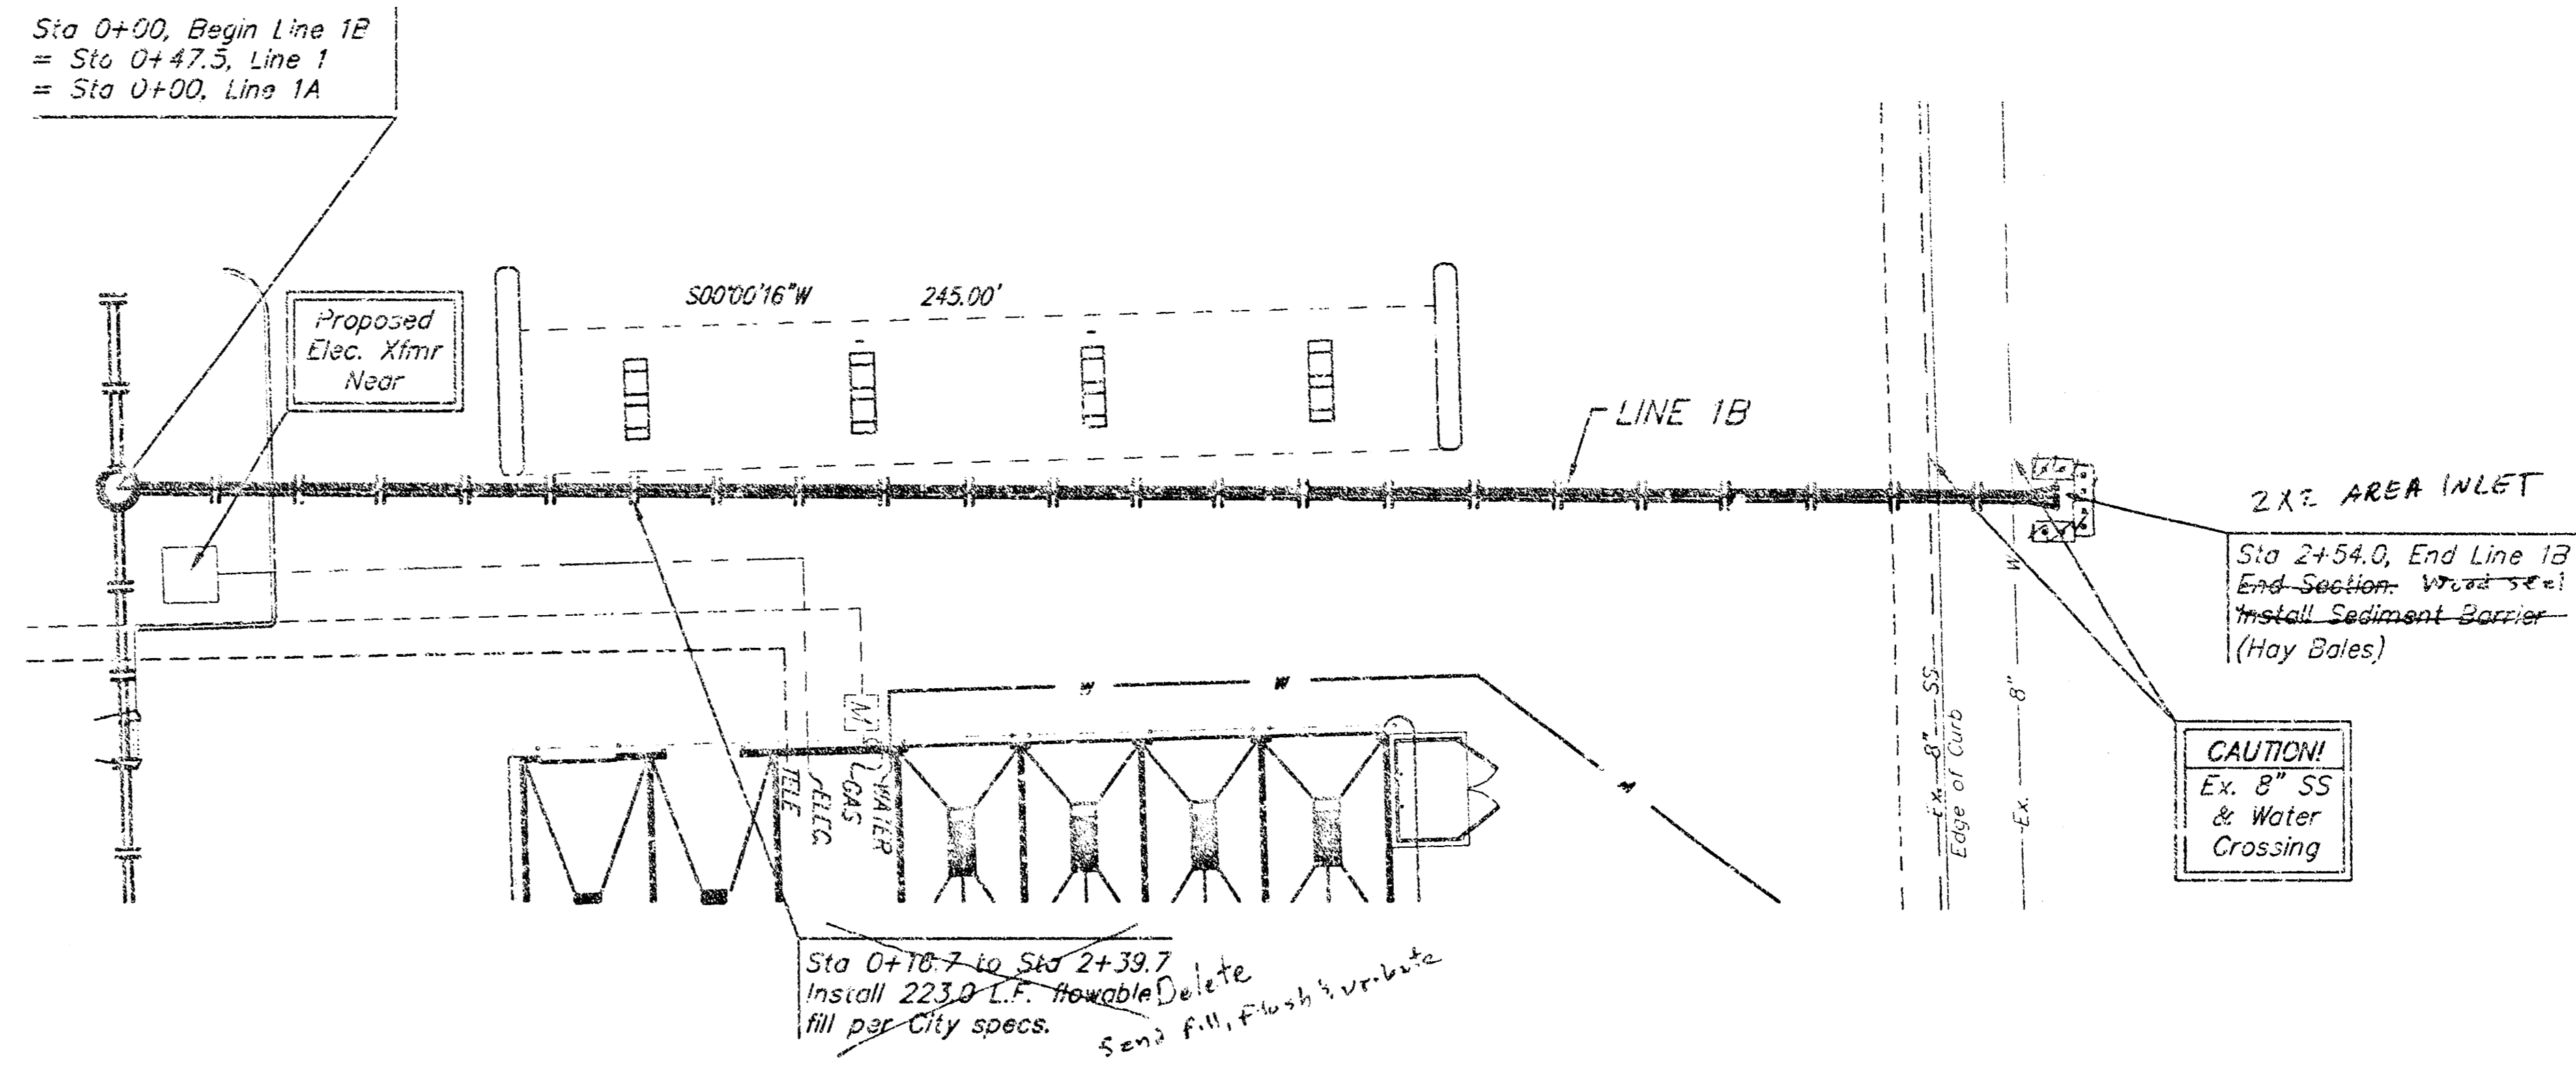 Sta 0+00, Begin Line 1B
= Sta 0+47.5, Line 1
= Sta 0+00, Line 1A
Proposed
Elec. Xfmr
Near
S00°00'16"W 245.00'
LINE 1B
2X2 AREA INLET
Sta 2+54.0, End Line 1B
End Section.
Install Sediment Barrier
(Hay Bales)
W
Ex. 8" SS
Edge of Curb
Ex. 8" W
CAUTION!
Ex. 8" SS
& Water
Crossing
W W
W
M
TELE
ELEC
GAS
WATER
Sta 0+16.7 to Sta 2+39.7
Install 223.0 L.F. flowable Delete
fill per City specs.
Sand fill, Flush & vribate